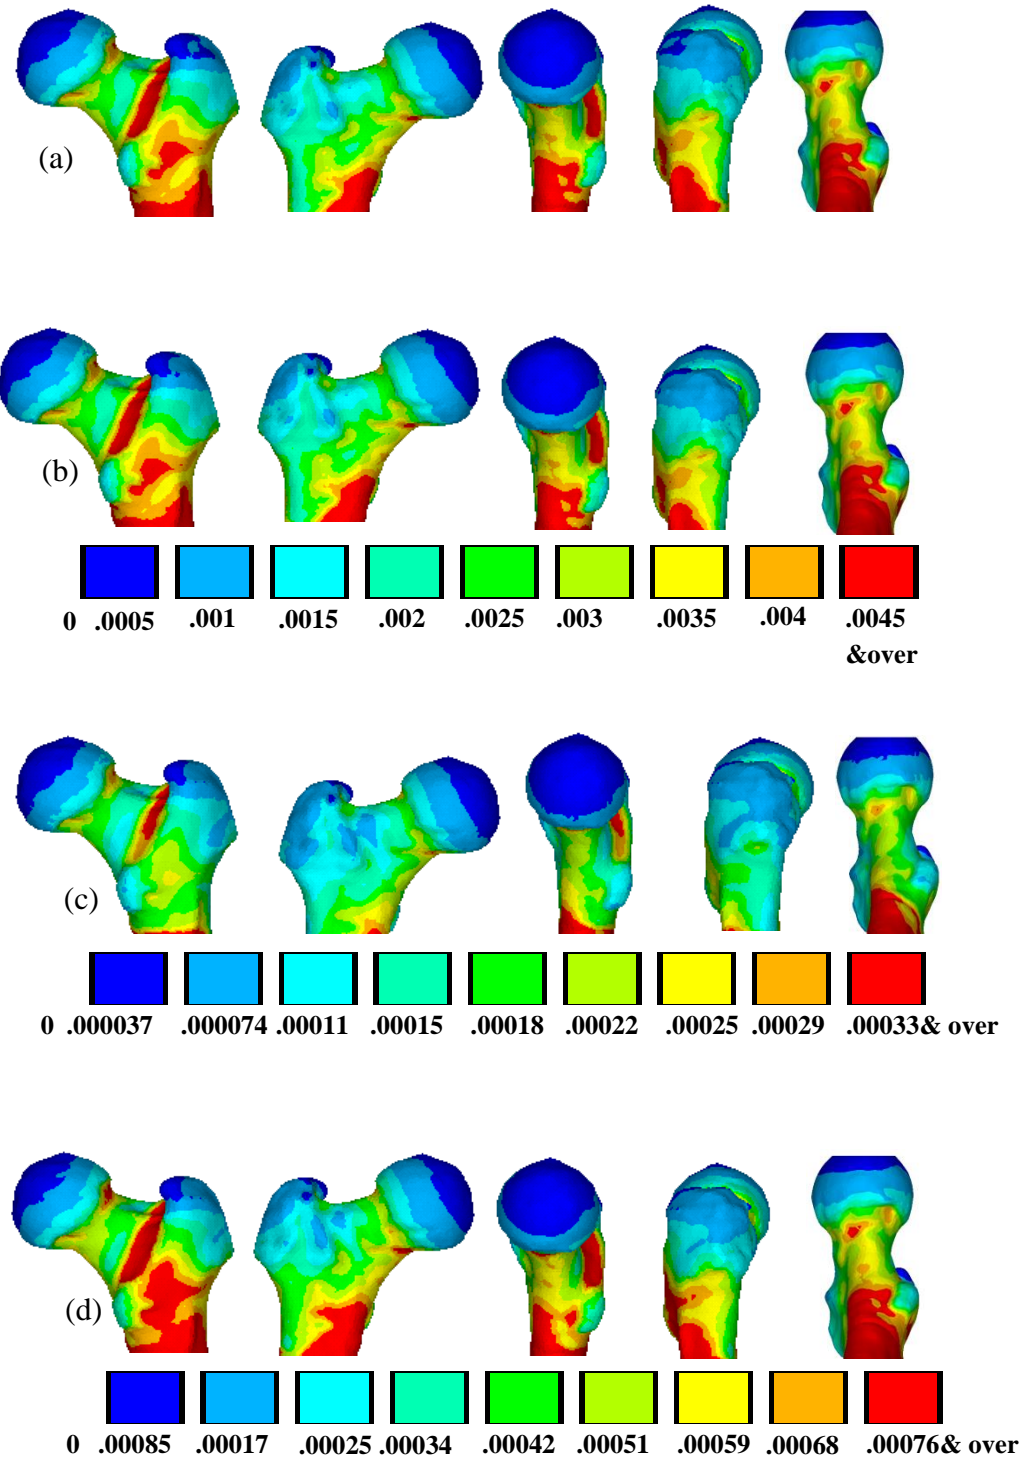 (a)
(b)
0 .0005 .001 .0015 .002 .0025 .003 .0035 .004 .0045
&over
(c)
0 .000037 .000074 .00011 .00015 .00018 .00022 .00025 .00029 .00033& over
(d)
0 .00085 .00017 .00025 .00034 .00042 .00051 .00059 .00068 .00076& over